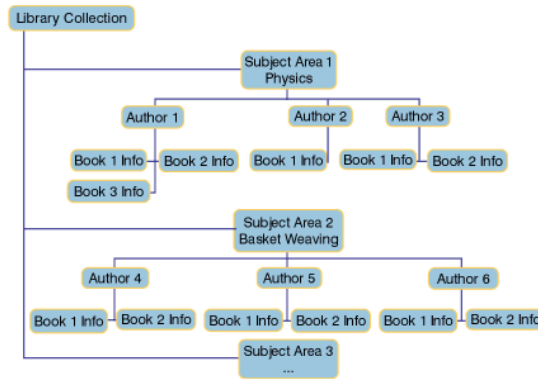 Library Collection
Subject Area 1
Physics
Author 1
Author 2
Author 3
Book 1 Info
Book 2 Info
Book 1 Info
Book 1 Info
Book 2 Info
Book 3 Info
Subject Area 2
Basket Weaving
Author 4
Author 5
Author 6
Book 1 Info
Book 2 Info
Book 1 Info
Book 2 Info
Book 1 Info
Book 2 Info
Subject Area 3
...